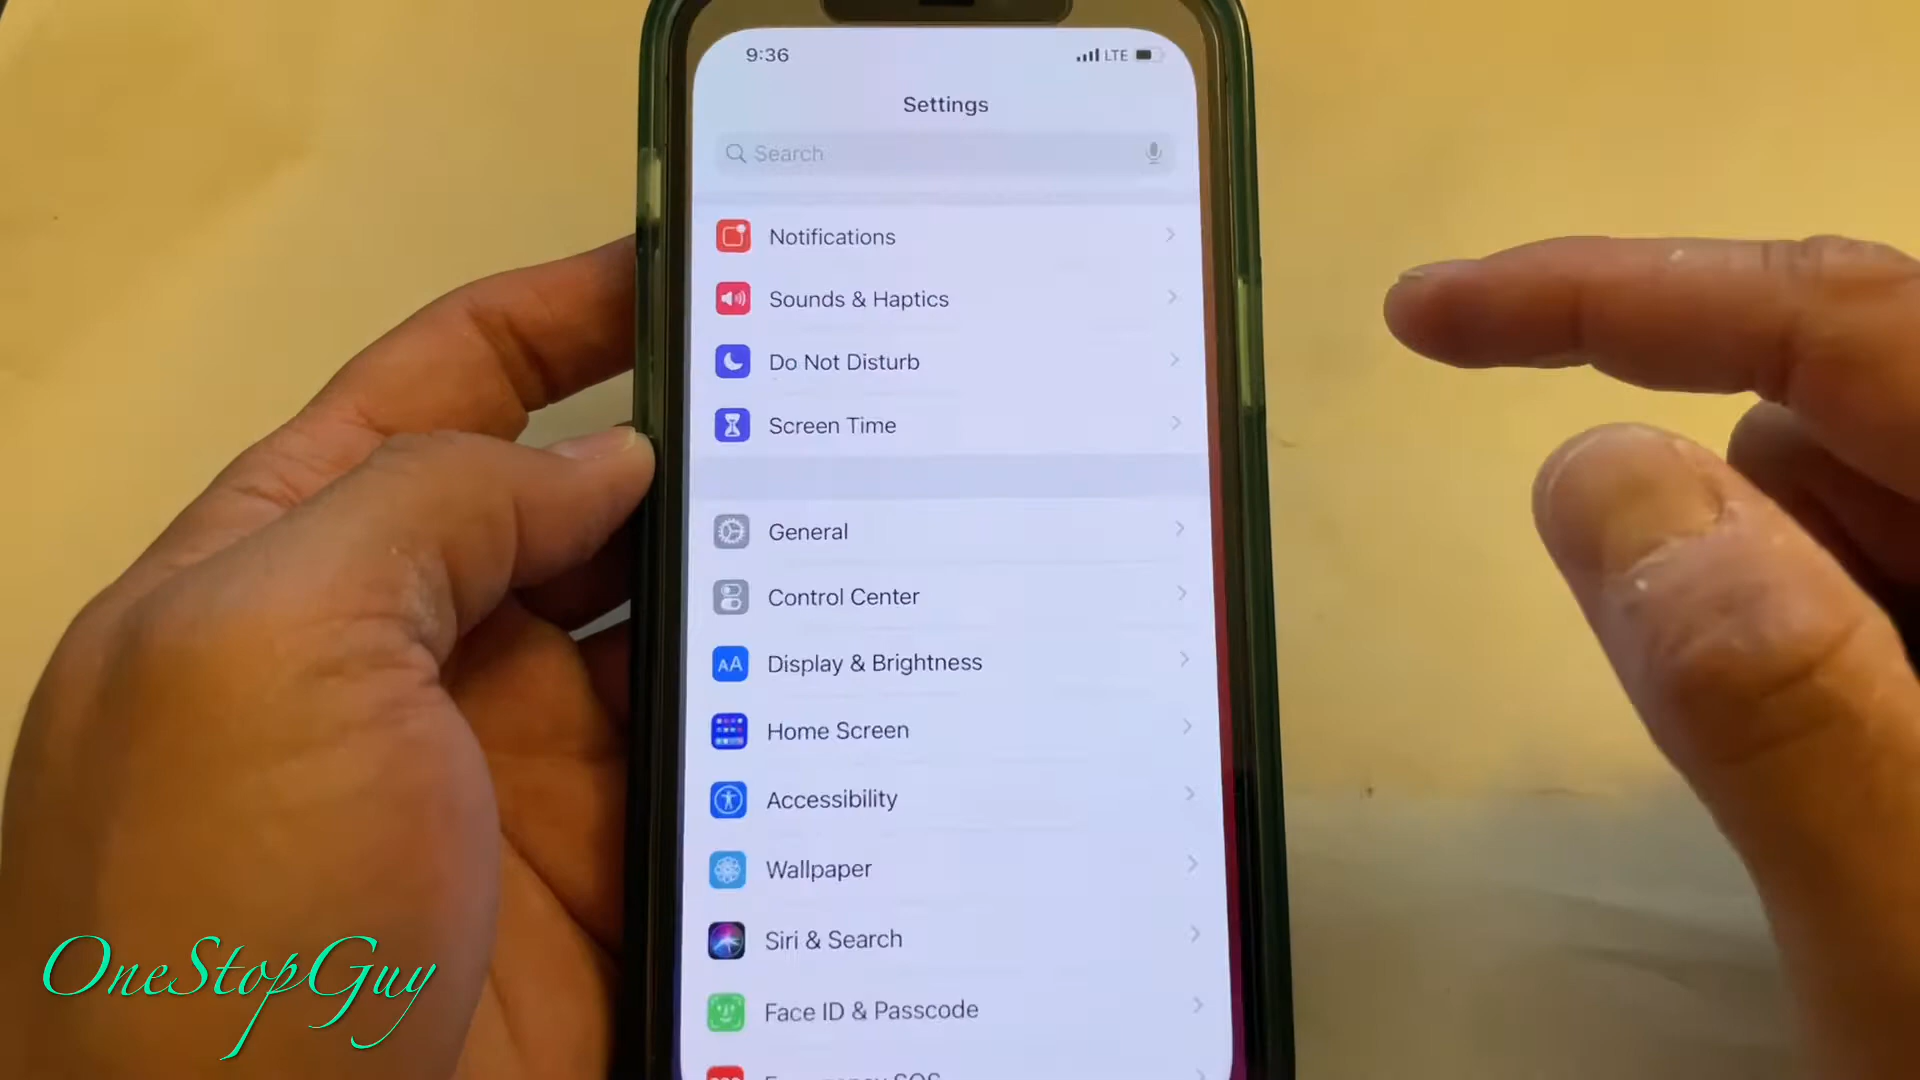 9:36
LTE
Settings
Search
Notifications
Sounds & Haptics
Do Not Disturb
Screen Time
General
Control Center
AA Display & Brightness
Home Screen
Accessibility
Wallpaper
Siri & Search
Face ID & Passcode
OneStopGuy